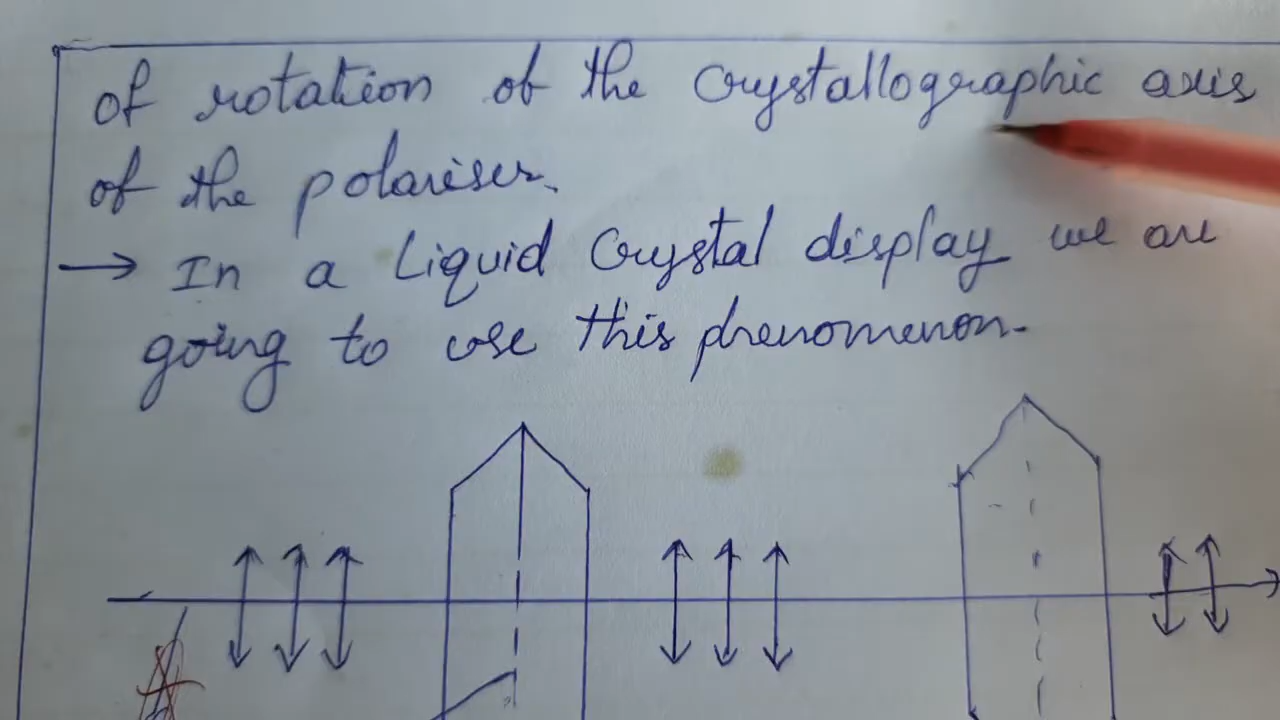 of rotation of the Crystallographic axis
of the polariser.
→ In a Liquid Crystal display we are
going to use this phenomenon.